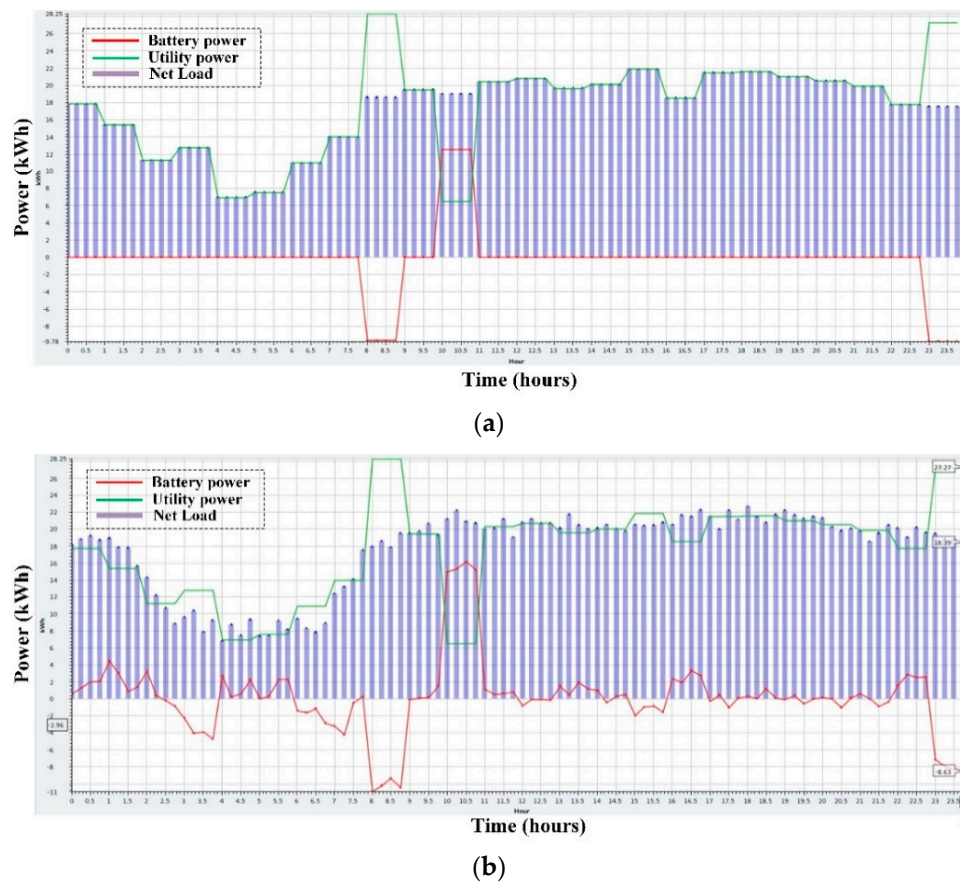 28.25
26
24
22
20
18
16
14
12
10
8
6
4
2
0
-2
-4
-6
-8
-9.78
Power (kWh)
kWh
Battery power
Utility power
Net Load
0 0.5 1 1.5 2 2.5 3 3.5 4 4.5 5 5.5 6 6.5 7 7.5 8 8.5 9 9.5 10 10.5 11 11.5 12 12.5 13 13.5 14 14.5 15 15.5 16 16.5 17 17.5 18 18.5 19 19.5 20 20.5 21 21.5 22 22.5 23 23.5
Hour
Time (hours)
(a)
28.25
26
24
22
20
18
16
14
12
10
8
6
4
2
0
-2
-2.96
-4
-6
-8
-11
Power (kWh)
kWh
Battery power
Utility power
Net Load
27.27
18.39
-8.63
0 0.5 1 1.5 2 2.5 3 3.5 4 4.5 5 5.5 6 6.5 7 7.5 8 8.5 9 9.5 10 10.5 11 11.5 12 12.5 13 13.5 14 14.5 15 15.5 16 16.5 17 17.5 18 18.5 19 19.5 20 20.5 21 21.5 22 22.5 23 23.5
Hour
Time (hours)
(b)